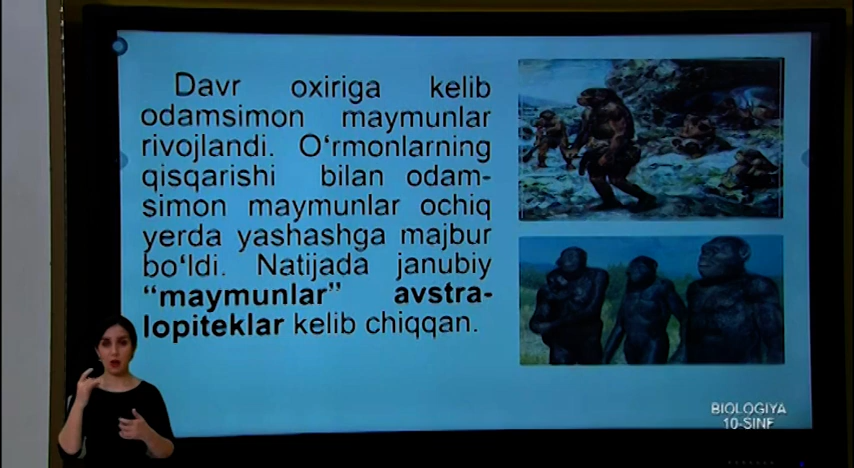 Davr oxiriga kelib
odamsimon maymunlar
rivojlandi. O‘rmonlarning
qisqarishi bilan odam-
simon maymunlar ochiq
yerda yashashga majbur
bo‘ldi. Natijada janubiy
“maymunlar” avstra-
lopiteklar kelib chiqqan.
BIOLOGIYA
10-SINF